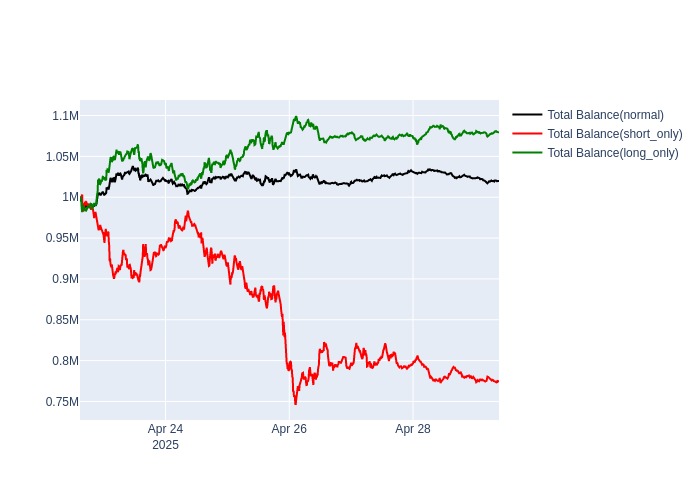 1.1M
1.05M
1M
0.95M
0.9M
0.85M
0.8M
0.75M
Apr 24
2025
Apr 26
Apr 28
Total Balance(normal)
Total Balance(short_only)
Total Balance(long_only)